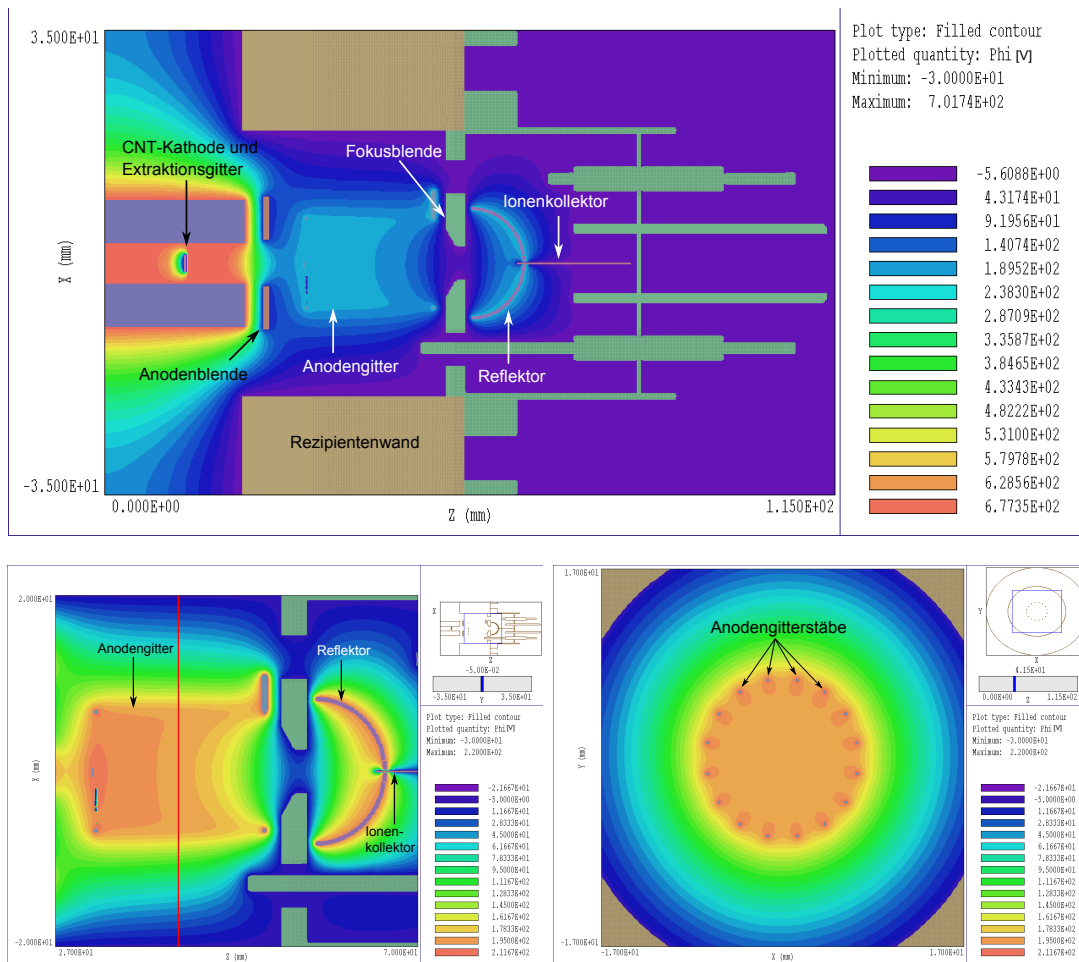 3.500E+01
X (mm)
-3.500E+01
0.000E+00
Z (mm)
1.150E+02
CNT-Kathode und
Extraktionsgitter
Fokusblende
Ionenkollektor
Anodenblende
Anodengitter
Reflektor
Rezipientenwand
Plot type: Filled contour
Plotted quantity: Phi [V]
Minimum: -3.0000E+01
Maximum: 7.0174E+02
-5.6088E+00
4.3174E+01
9.1956E+01
1.4074E+02
1.8952E+02
2.3830E+02
2.8709E+02
3.3587E+02
3.8465E+02
4.3343E+02
4.8222E+02
5.3100E+02
5.7978E+02
6.2856E+02
6.7735E+02
2.000E+01
X (mm)
-2.000E+01
2.700E+01
Z (mm)
7.000E+01
Anodengitter
Reflektor
Ionen-
kollektor
X
Z
-5.00E-02
-3.50E+01
Y
3.50E+01
Plot type: Filled contour
Plotted quantity: Phi [V]
Minimum: -3.0000E+01
Maximum: 2.2000E+02
-2.1667E+01
-5.0000E+00
1.1667E+01
2.8333E+01
4.5000E+01
6.1667E+01
7.8333E+01
9.5000E+01
1.1167E+02
1.2833E+02
1.4500E+02
1.6167E+02
1.7833E+02
1.9500E+02
2.1167E+02
1.700E+01
Y (mm)
-1.700E+01
-1.700E+01
X (mm)
1.700E+01
Anodengitterstäbe
Y
X
4.15E+01
0.00E+00
Z
1.15E+02
Plot type: Filled contour
Plotted quantity: Phi [V]
Minimum: -3.0000E+01
Maximum: 2.2000E+02
-2.1667E+01
-5.0000E+00
1.1667E+01
2.8333E+01
4.5000E+01
6.1667E+01
7.8333E+01
9.5000E+01
1.1167E+02
1.2833E+02
1.4500E+02
1.6167E+02
1.7833E+02
1.9500E+02
2.1167E+02